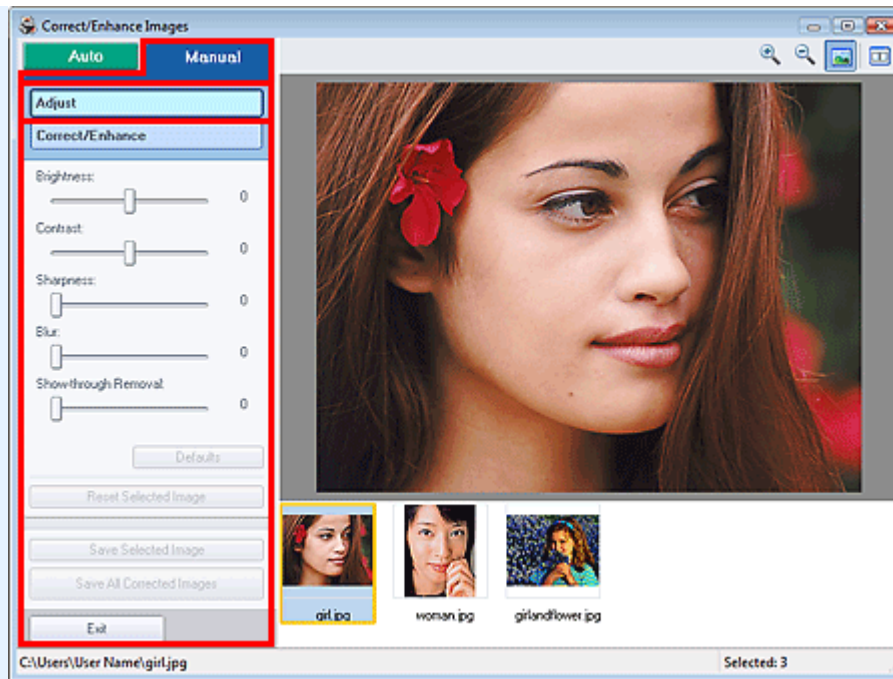 Correct/Enhance Images
Auto Manual
Adjust
Correct/Enhance
Brightness:
0
Contrast:
0
Sharpness:
0
Blur:
0
Show-through Removal:
0
Defaults
Reset Selected Image
Save Selected Image
Save All Corrected Images
Exit
girl.jpg woman.jpg girlandflower.jpg
C:\Users\User Name\girl.jpg Selected: 3